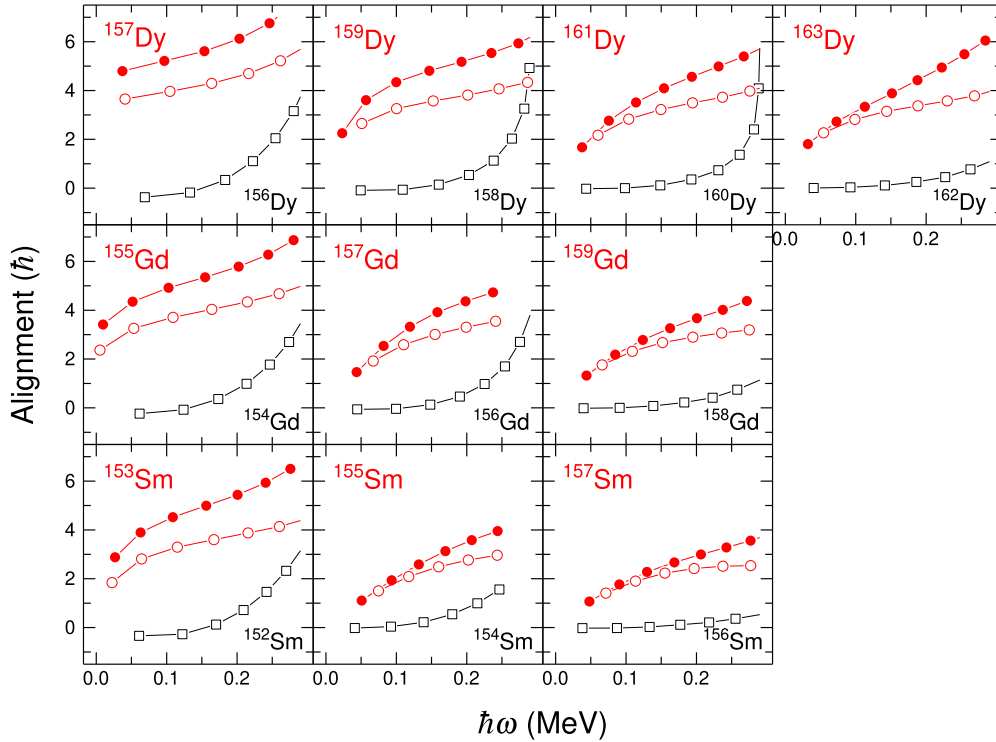 6
4
2
0
¹⁵⁷Dy
¹⁵⁶Dy
¹⁵⁹Dy
¹⁵⁸Dy
¹⁶¹Dy
¹⁶⁰Dy
¹⁶³Dy
¹⁶²Dy
0.0 0.1 0.2
Alignment (ℏ)
6
4
2
0
¹⁵⁵Gd
¹⁵⁴Gd
¹⁵⁷Gd
¹⁵⁶Gd
¹⁵⁹Gd
¹⁵⁸Gd
6
4
2
0
¹⁵³Sm
¹⁵²Sm
¹⁵⁵Sm
¹⁵⁴Sm
¹⁵⁷Sm
¹⁵⁶Sm
0.0 0.1 0.2 0.0 0.1 0.2 0.0 0.1 0.2
ℏω (MeV)